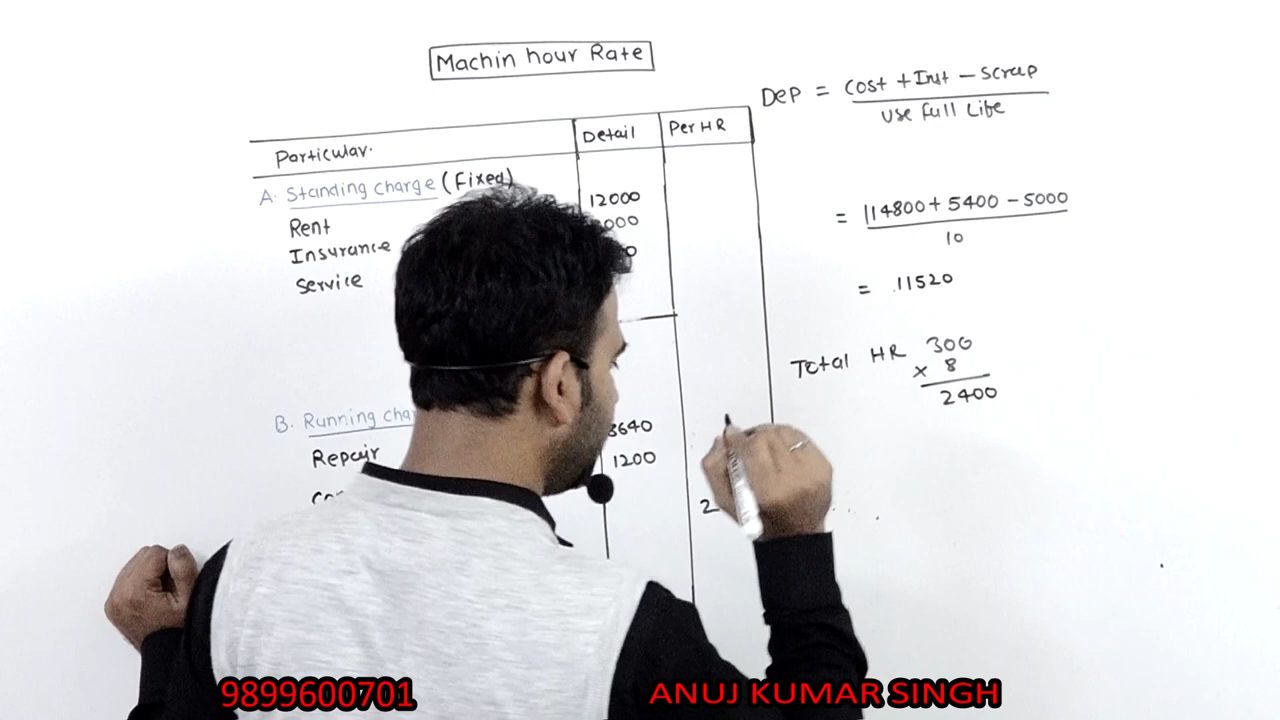 Machin hour Rate
Particular. Detail Per HR
A. Standing charge (Fixed)
Rent 12000
Insurance
Service
B. Running
Repair 3640
1200
2
Dep = Cost + Inst - Scrap
Use full Life
= 114800 + 5400 - 5000
10
= 11520
Total HR 300
× 8
2400
9899600701
ANUJ KUMAR SINGH